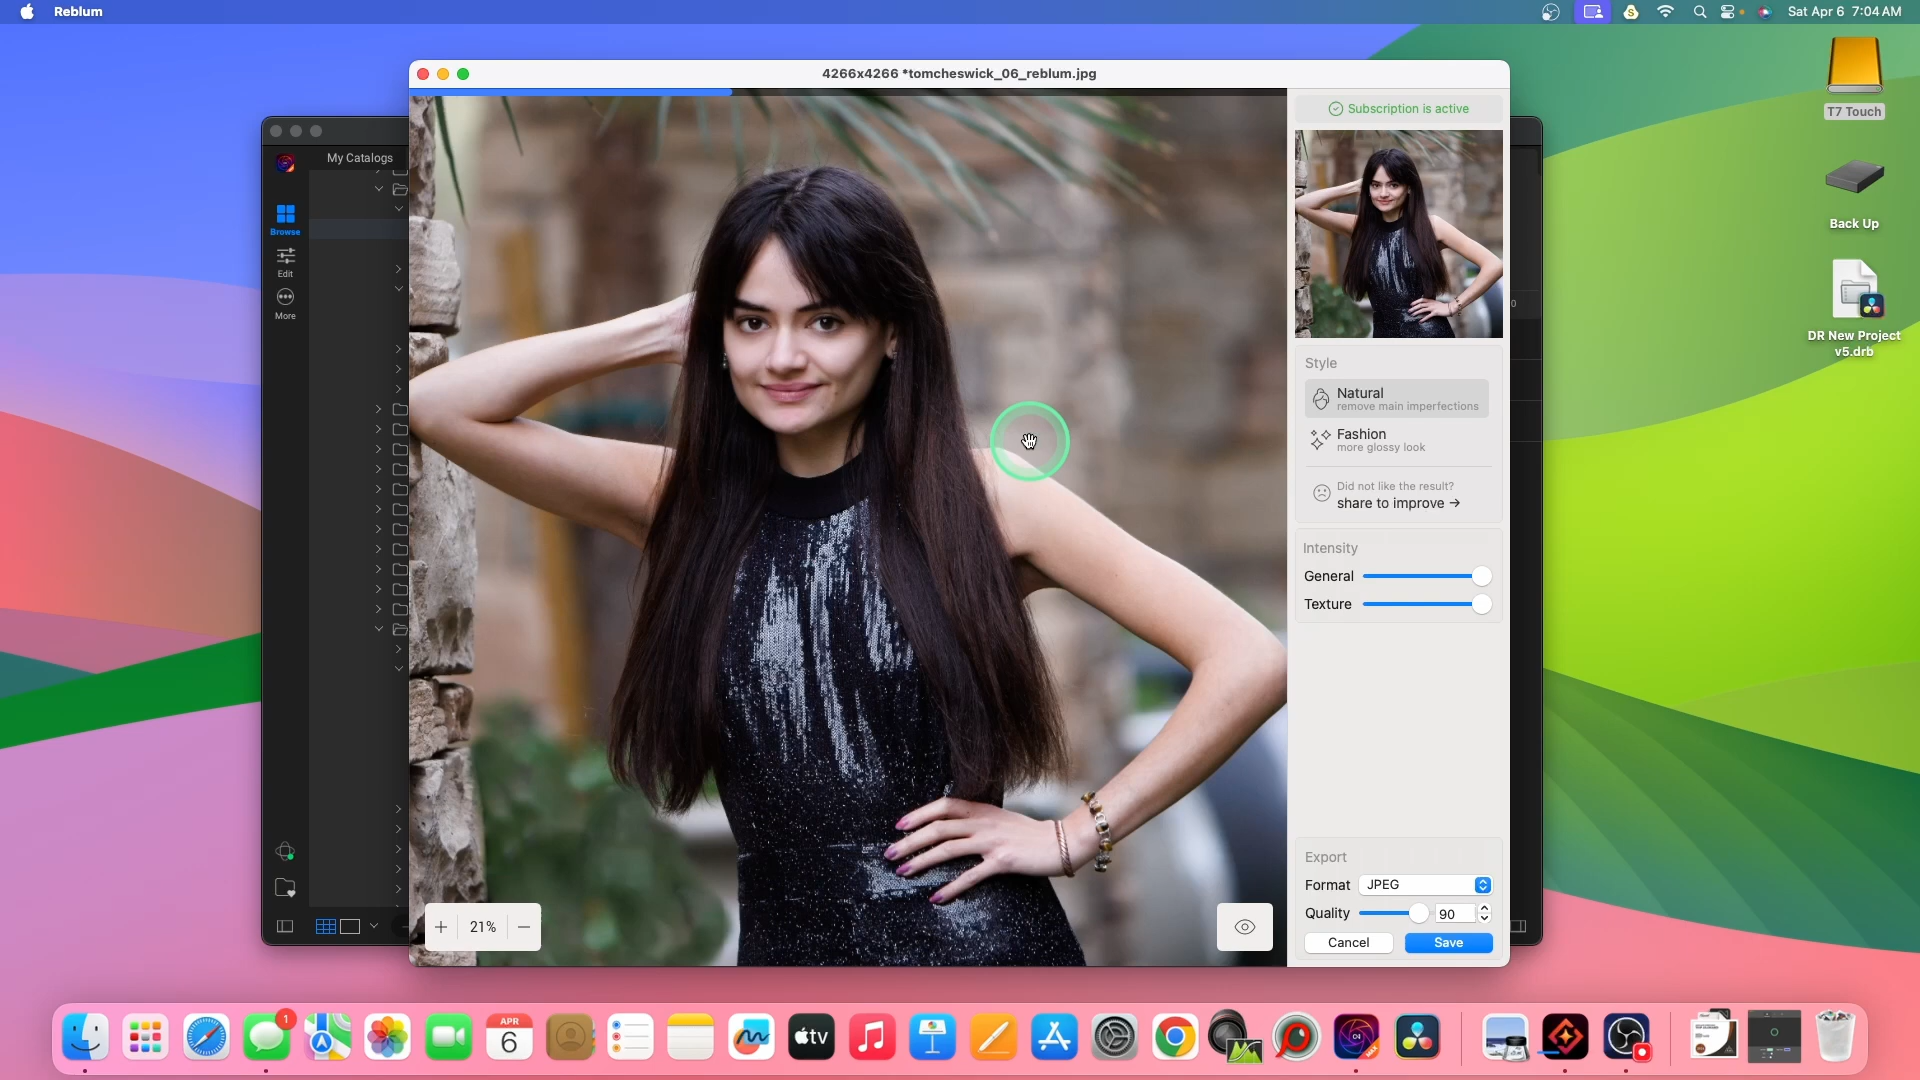 Reblum
Sat Apr 6 7:04 AM
4266x4266 *tomcheswick_06_reblum.jpg
My Catalogs
Browse
Edit
More
Subscription is active
Style
Natural
remove main imperfections
Fashion
more glossy look
Did not like the result?
share to improve →
Intensity
General
Texture
Export
Format JPEG
Quality 90
Cancel Save
+ 21% −
T7 Touch
Back Up
DR New Project
v5.drb
1
APR
6
tv